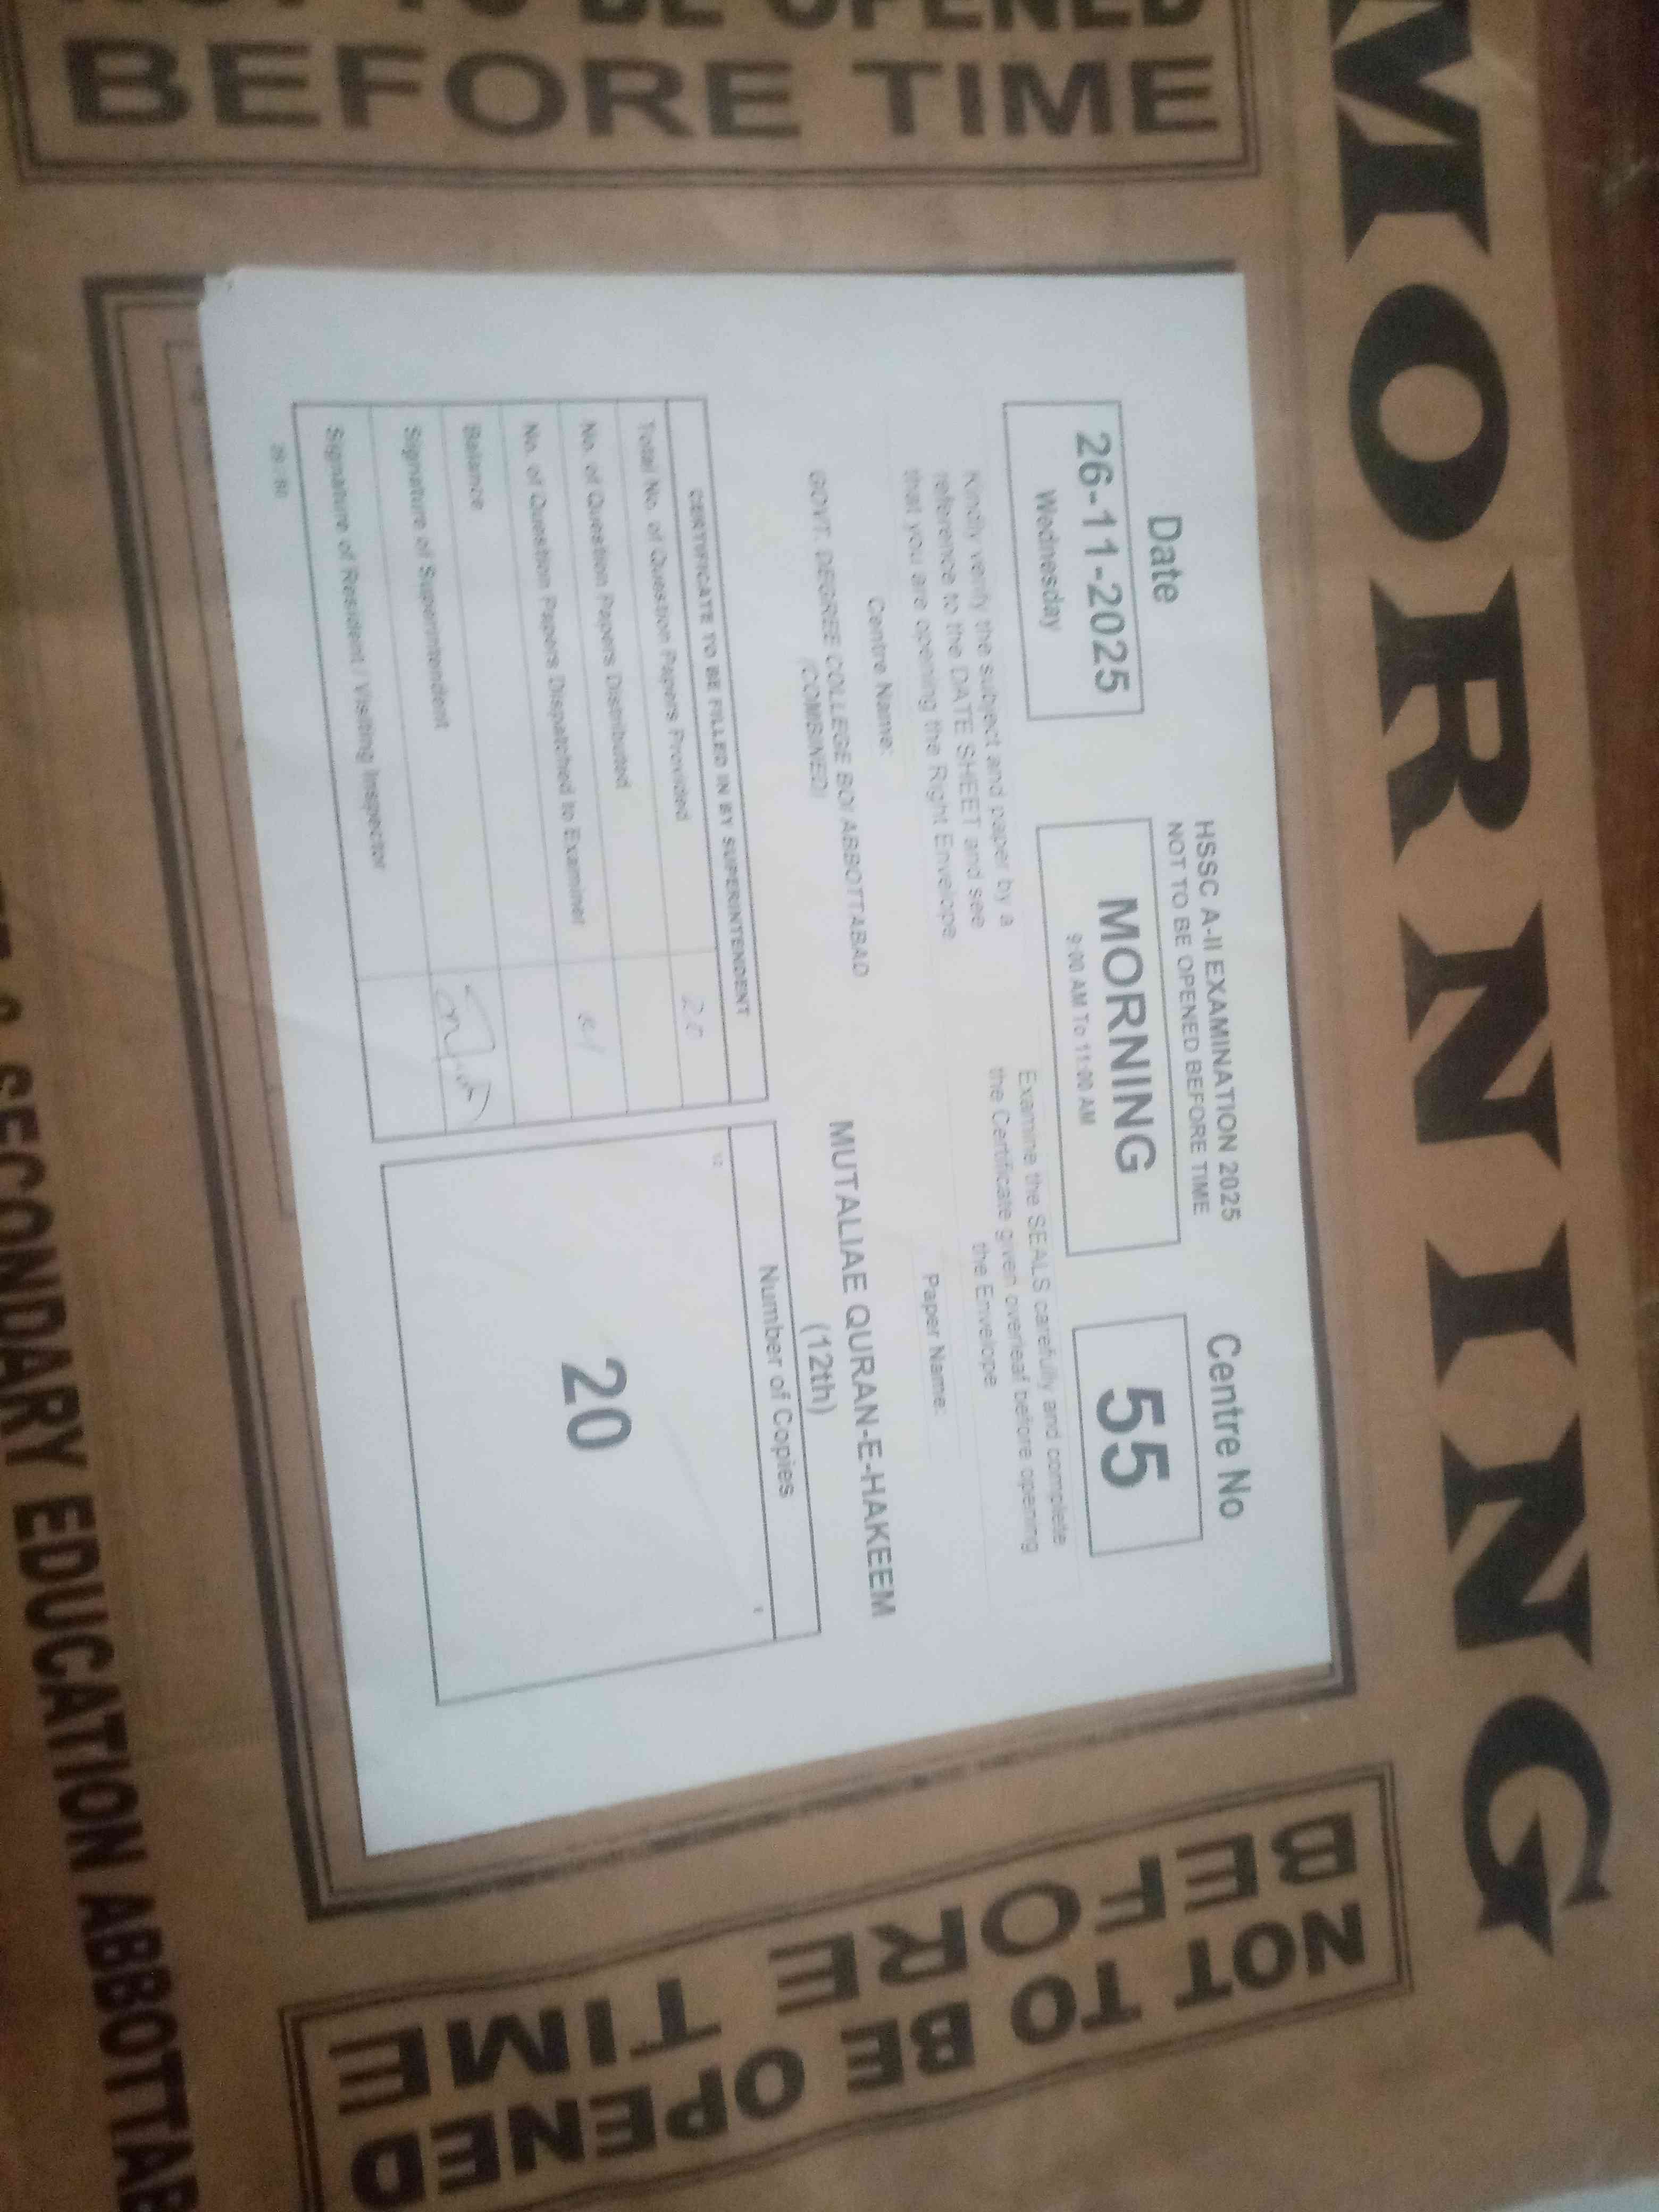 MORNING
NOT TO BE OPENED
BEFORE TIME
HSSC A-II EXAMINATION 2025
NOT TO BE OPENED BEFORE TIME
Date
Centre No
26-11-2025
Wednesday
MORNING
9:00 AM To 11:00 AM
55
Kindly verify the subject and paper by a
reference to the DATE SHEET and see
that you are opening the Right Envelope
Examine the SEALS carefully and complete
the Certificate given overleaf before opening
the Envelope
Centre Name:
GOVT. DEGREE COLLEGE BOI ABBOTTABAD
(COMBINED)
Paper Name:
MUTALIAE QURAN-E-HAKEEM
(12th)
CERTIFICATE TO BE FILLED IN BY SUPERINTENDENT
Total No. of Question Papers Provided 20
No. of Question Papers Distributed
No. of Question Papers Dispatched to Examiner
Balance
Signature of Superintendent
Signature of Resident / Visiting Inspector
Number of Copies
20
NOT TO BE OPENED
BEFORE TIME
& SECONDARY EDUCATION ABBOTTAB